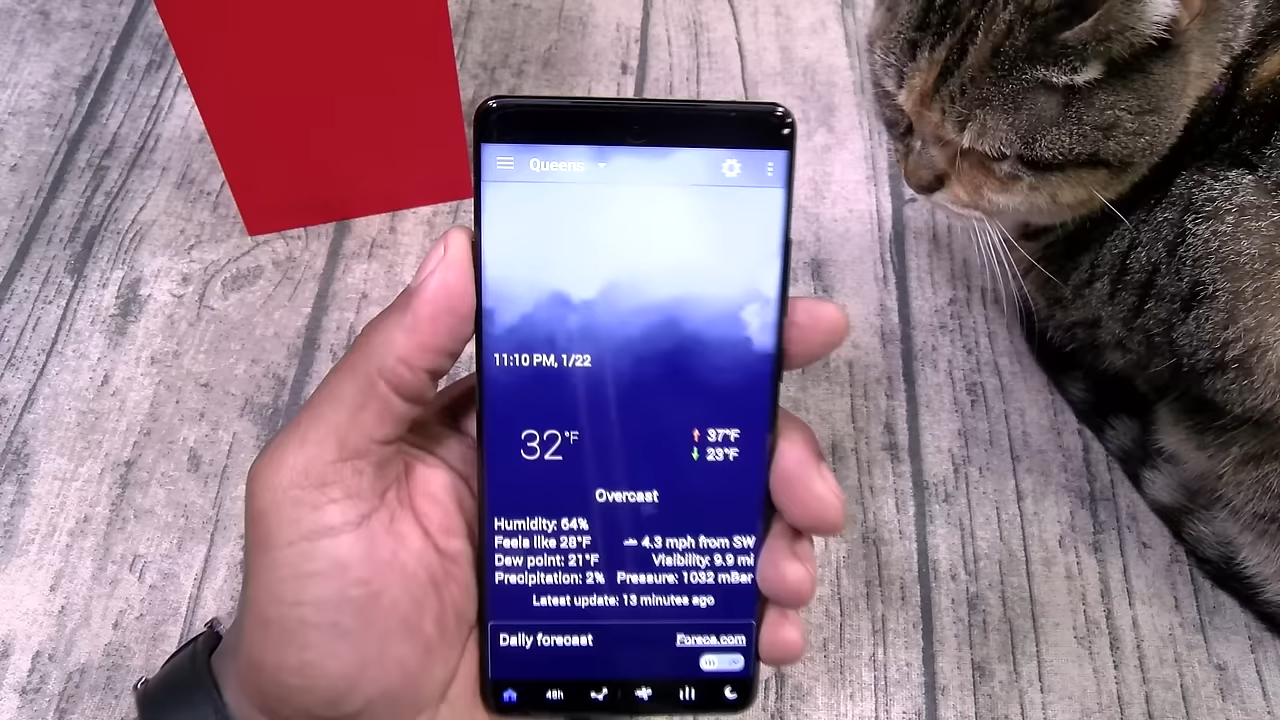 Queens
11:10 PM, 1/22
32°F
37°F
23°F
Overcast
Humidity: 64%
Feels like 28°F
4.3 mph from SW
Dew point: 21°F
Visibility: 9.9 mi
Precipitation: 2%
Pressure: 1032 mBar
Latest update: 13 minutes ago
Daily forecast
Foreca.com
48h